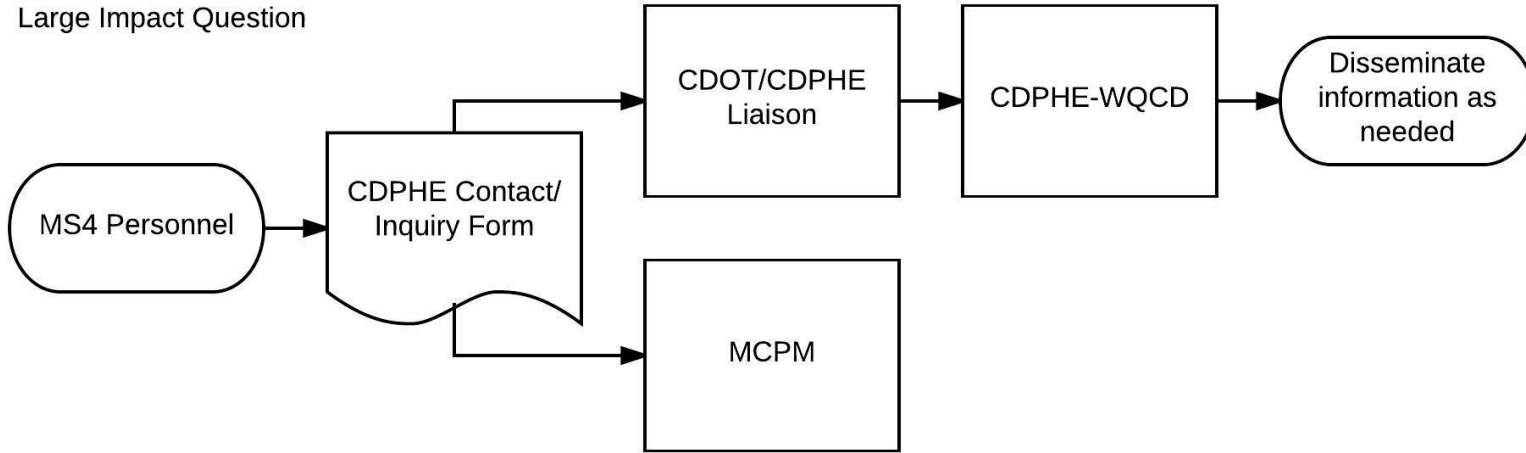 Large Impact Question
MS4 Personnel
CDPHE Contact/
Inquiry Form
CDOT/CDPHE
Liaison
CDPHE-WQCD
Disseminate
information as
needed
MCPM